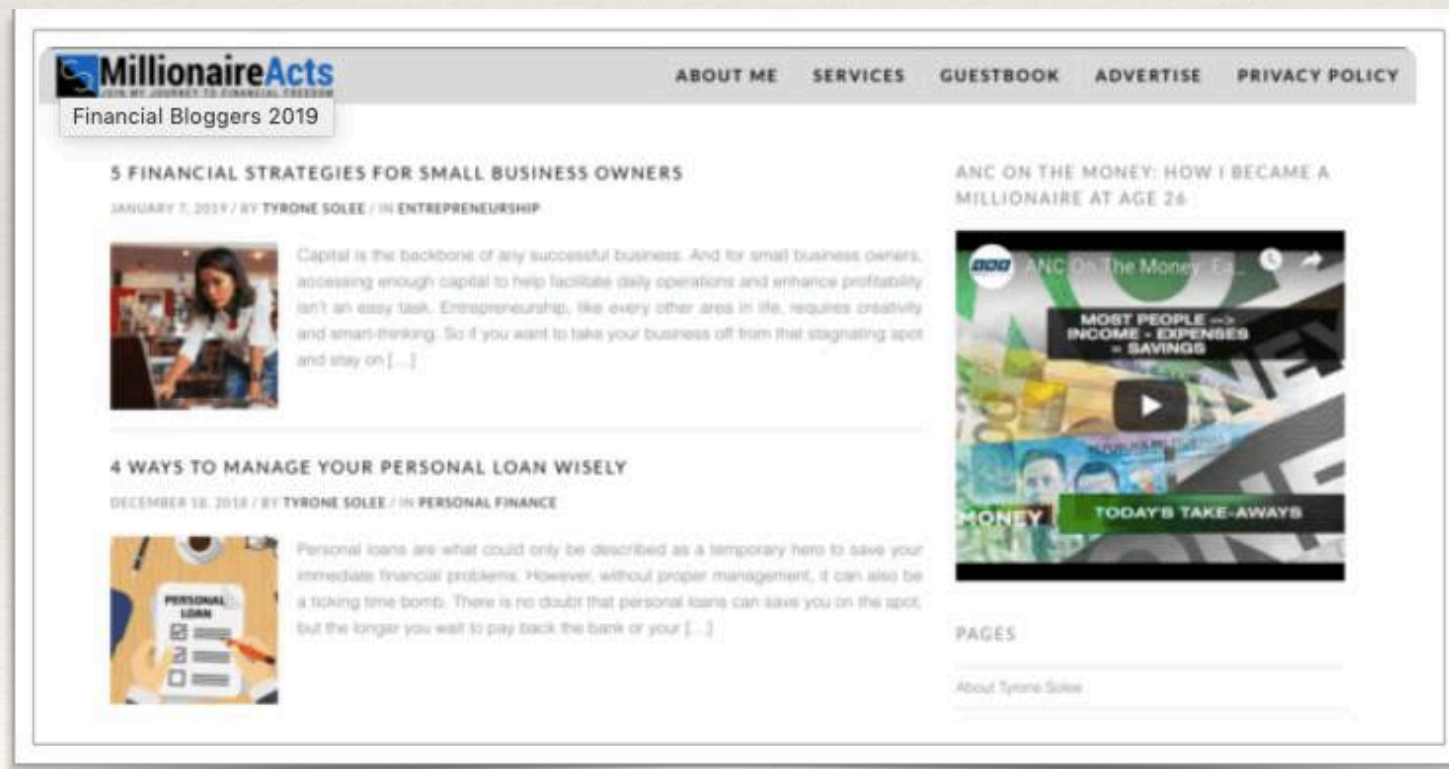 MillionaireActs
JOIN MY JOURNEY TO FINANCIAL FREEDOM
ABOUT ME SERVICES GUESTBOOK ADVERTISE PRIVACY POLICY
Financial Bloggers 2019
5 FINANCIAL STRATEGIES FOR SMALL BUSINESS OWNERS
JANUARY 7, 2019 / BY TYRONE SOLEE / IN ENTREPRENEURSHIP
Capital is the backbone of any successful business. And for small business owners,
accessing enough capital to help facilitate daily operations and enhance profitability
isn't an easy task. Entrepreneurship, like every other area in life, requires creativity
and smart-thinking. So if you want to take your business off from that stagnating spot
and stay on [...]
4 WAYS TO MANAGE YOUR PERSONAL LOAN WISELY
DECEMBER 18, 2018 / BY TYRONE SOLEE / IN PERSONAL FINANCE
PERSONAL
LOAN
Personal loans are what could only be described as a temporary hero to save your
immediate financial problems. However, without proper management, it can also be
a ticking time bomb. There is no doubt that personal loans can save you on the spot,
but the longer you wait to pay back the bank or your [...]
ANC ON THE MONEY: HOW I BECAME A
MILLIONAIRE AT AGE 26
ANC On The Money Ea...
MOST PEOPLE -->
INCOME - EXPENSES
= SAVINGS
MONEY
TODAY'S TAKE-AWAYS
PAGES
About Tyrone Solee